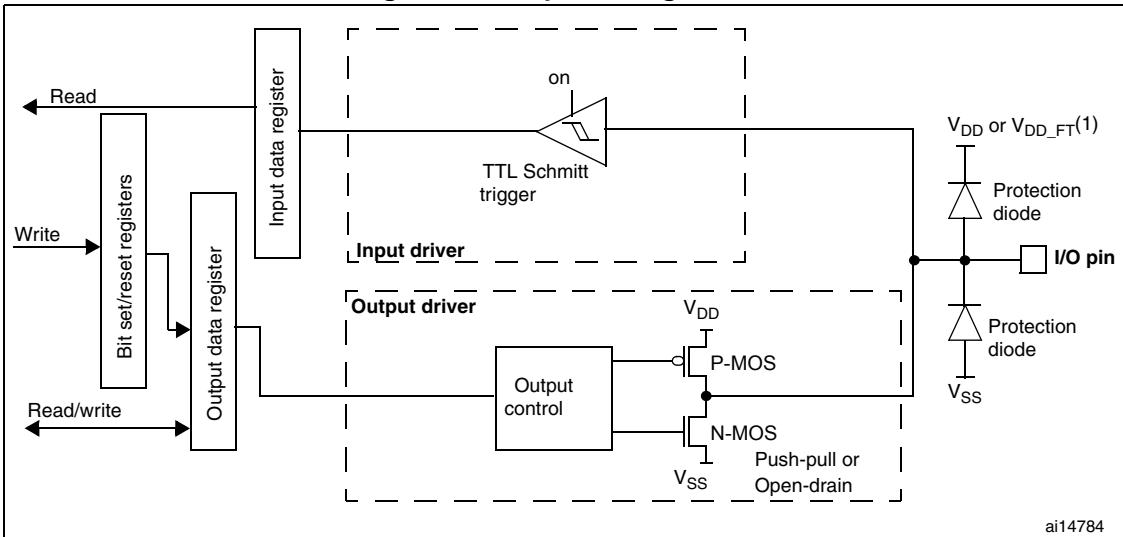 on
Read
V_DD or V_DD_FT(1)
Input data register
TTL Schmitt
trigger
Protection
diode
Bit set/reset registers
Write
Input driver
I/O pin
Output data register
Output driver
V_DD
Protection
diode
P-MOS
Output
control
V_SS
Read/write
N-MOS
Push-pull or
Open-drain
V_SS
ai14784